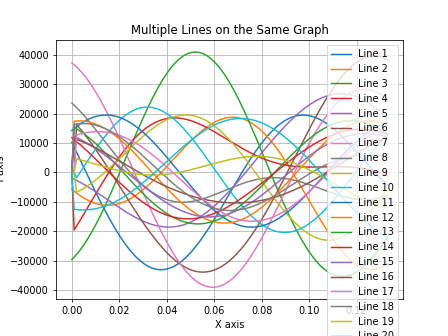 Multiple Lines on the Same Graph
40000
30000
20000
10000
0
−10000
−20000
−30000
−40000
0.00
0.02
0.04
0.06
0.08
0.10
X axis
Line 1
Line 2
Line 3
Line 4
Line 5
Line 6
Line 7
Line 8
Line 9
Line 10
Line 11
Line 12
Line 13
Line 14
Line 15
Line 16
Line 17
Line 18
Line 19
Line 20